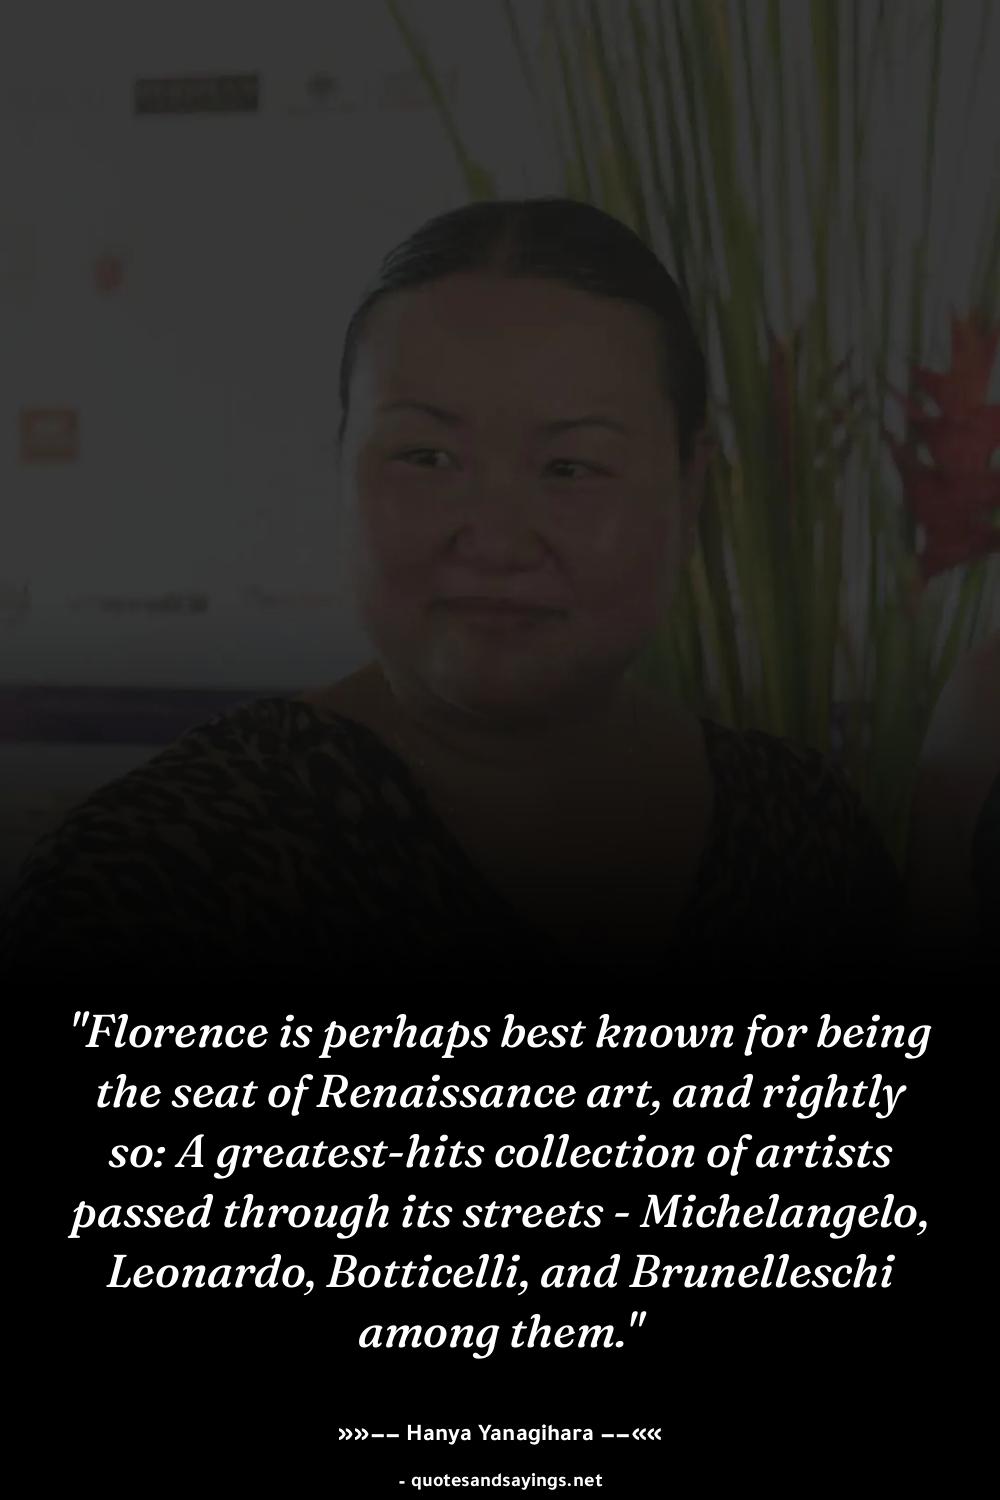 "Florence is perhaps best known for being
the seat of Renaissance art, and rightly
so: A greatest-hits collection of artists
passed through its streets - Michelangelo,
Leonardo, Botticelli, and Brunelleschi
among them."
»»−− Hanya Yanagihara −−««
- quotesandsayings.net